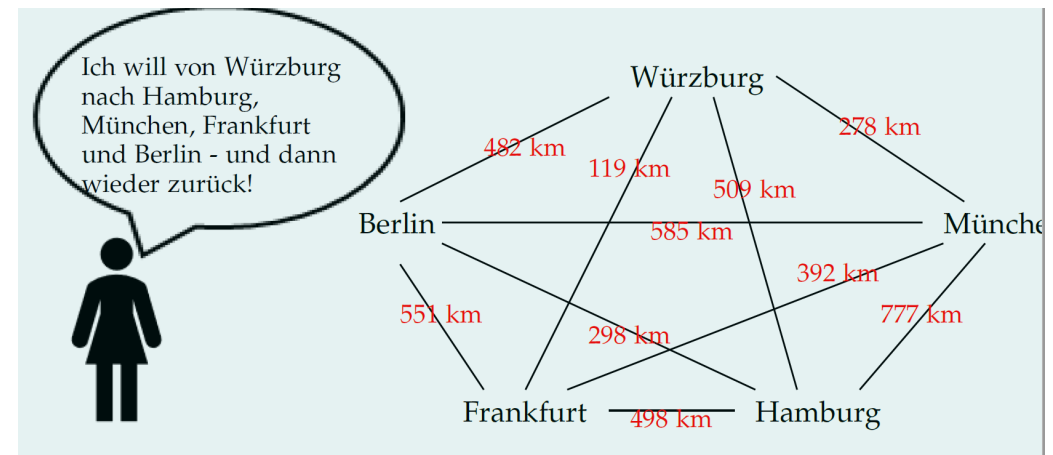 Ich will von Würzburg
nach Hamburg,
München, Frankfurt
und Berlin - und dann
wieder zurück!
Würzburg
482 km
119 km
509 km
278 km
Berlin
585 km
Münche
392 km
551 km
298 km
777 km
Frankfurt
498 km
Hamburg